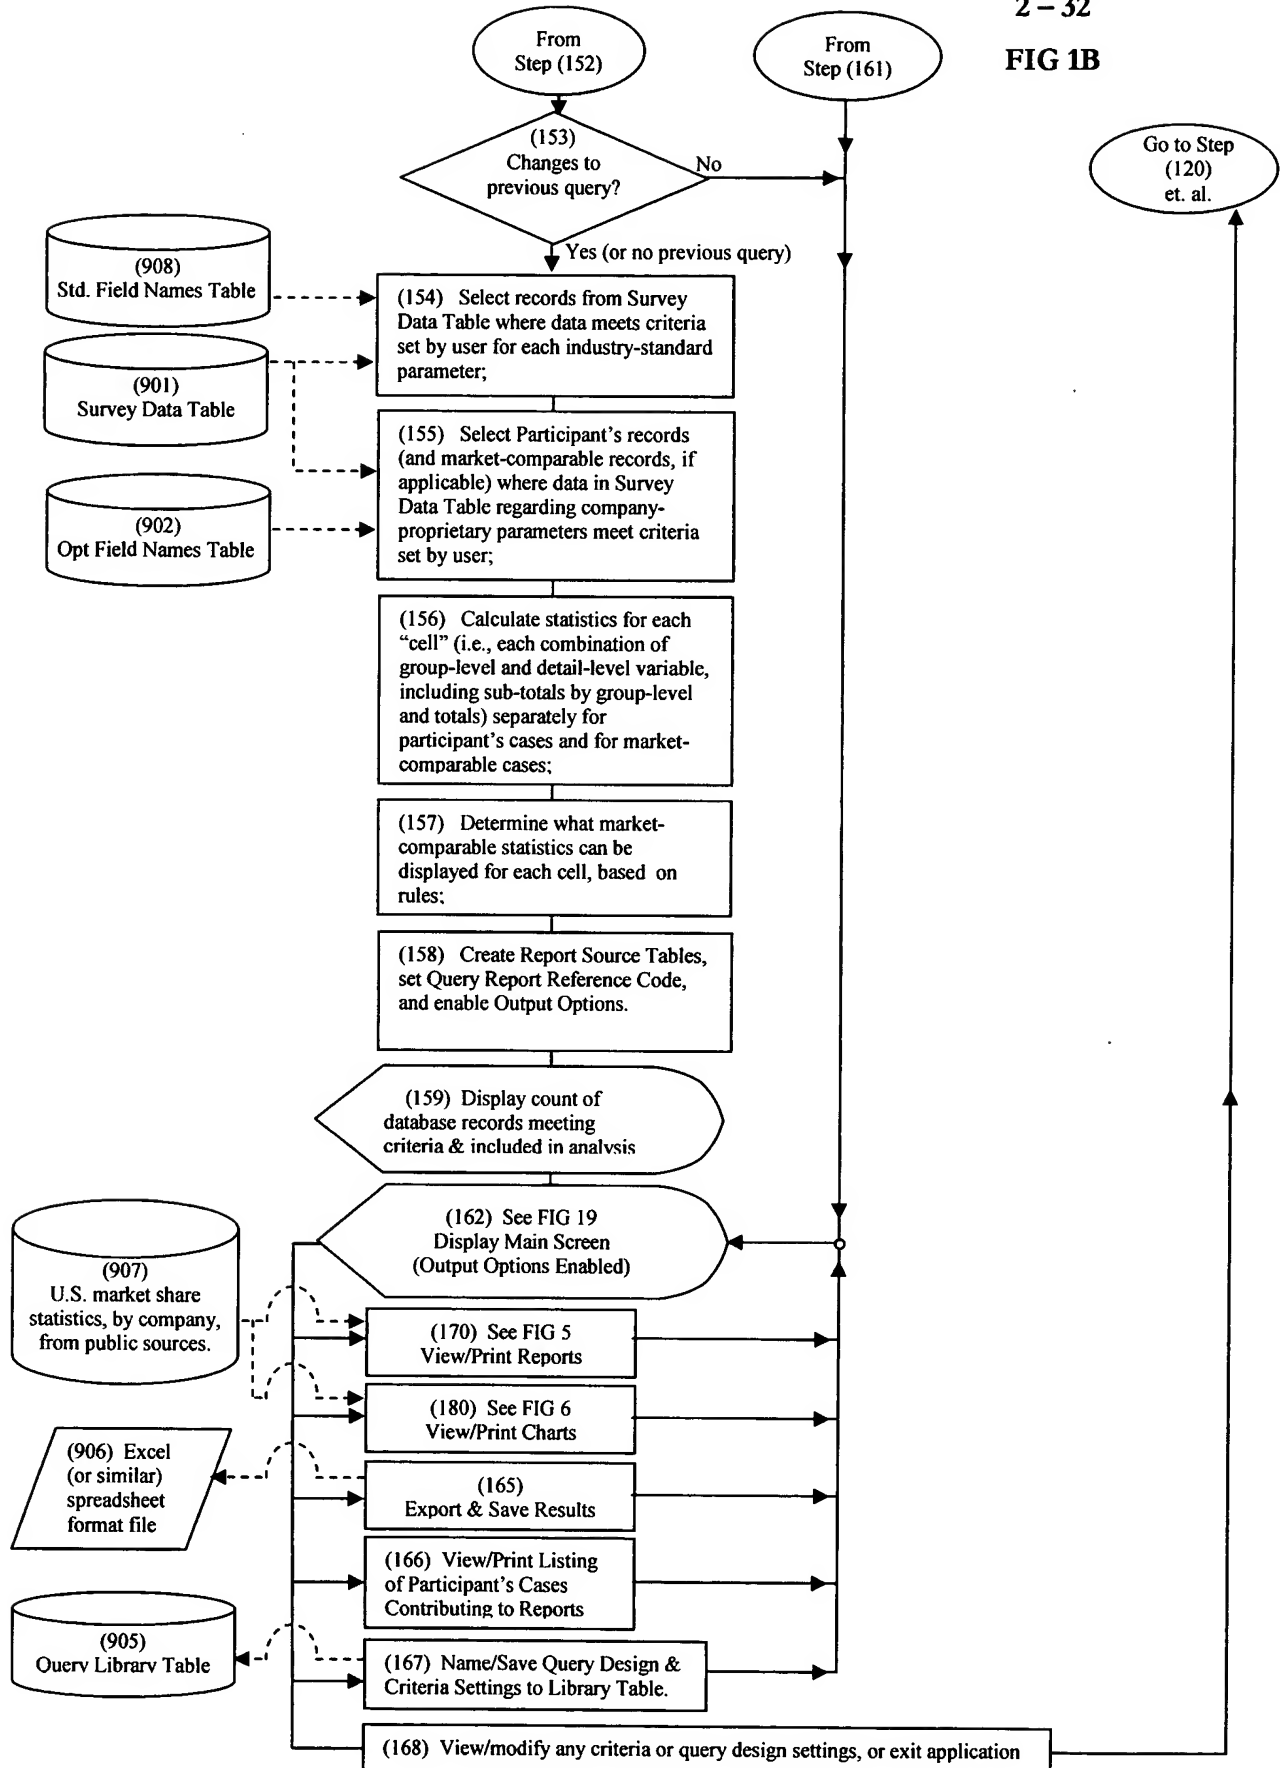 2 – 32
FIG 1B
From
Step (152)
From
Step (161)
Go to Step
(120)
et. al.
(153)
Changes to
previous query?
No
Yes (or no previous query)
(908)
Std. Field Names Table
(901)
Survey Data Table
(902)
Opt Field Names Table
(154) Select records from Survey
Data Table where data meets criteria
set by user for each industry-standard
parameter;
(155) Select Participant's records
(and market-comparable records, if
applicable) where data in Survey
Data Table regarding company-
proprietary parameters meet criteria
set by user;
(156) Calculate statistics for each
“cell” (i.e., each combination of
group-level and detail-level variable,
including sub-totals by group-level
and totals) separately for
participant's cases and for market-
comparable cases;
(157) Determine what market-
comparable statistics can be
displayed for each cell, based on
rules;
(158) Create Report Source Tables,
set Query Report Reference Code,
and enable Output Options.
(159) Display count of
database records meeting
criteria & included in analysis
(162) See FIG 19
Display Main Screen
(Output Options Enabled)
(907)
U.S. market share
statistics, by company,
from public sources.
(170) See FIG 5
View/Print Reports
(180) See FIG 6
View/Print Charts
(906) Excel
(or similar)
spreadsheet
format file
(165)
Export & Save Results
(166) View/Print Listing
of Participant's Cases
Contributing to Reports
(905)
Query Library Table
(167) Name/Save Query Design &
Criteria Settings to Library Table.
(168) View/modify any criteria or query design settings, or exit application